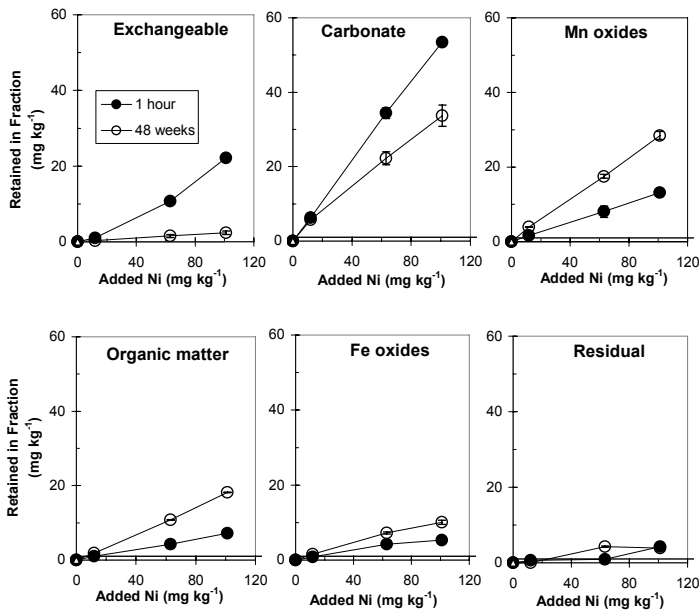 Exchangeable
Carbonate
Mn oxides
1 hour
48 weeks
Retained in Fraction
(mg kg⁻¹)
60
40
20
0
0 40 80 120
Added Ni (mg kg⁻¹)
60
40
20
0
0 40 80 120
Added Ni (mg kg⁻¹)
60
40
20
0
0 40 80 120
Added Ni (mg kg⁻¹)
Organic matter
Fe oxides
Residual
Retained in Fraction
(mg kg⁻¹)
60
40
20
0
0 40 80 120
Added Ni (mg kg⁻¹)
60
40
20
0
0 40 80 120
Added Ni (mg kg⁻¹)
60
40
20
0
0 40 80 120
Added Ni (mg kg⁻¹)